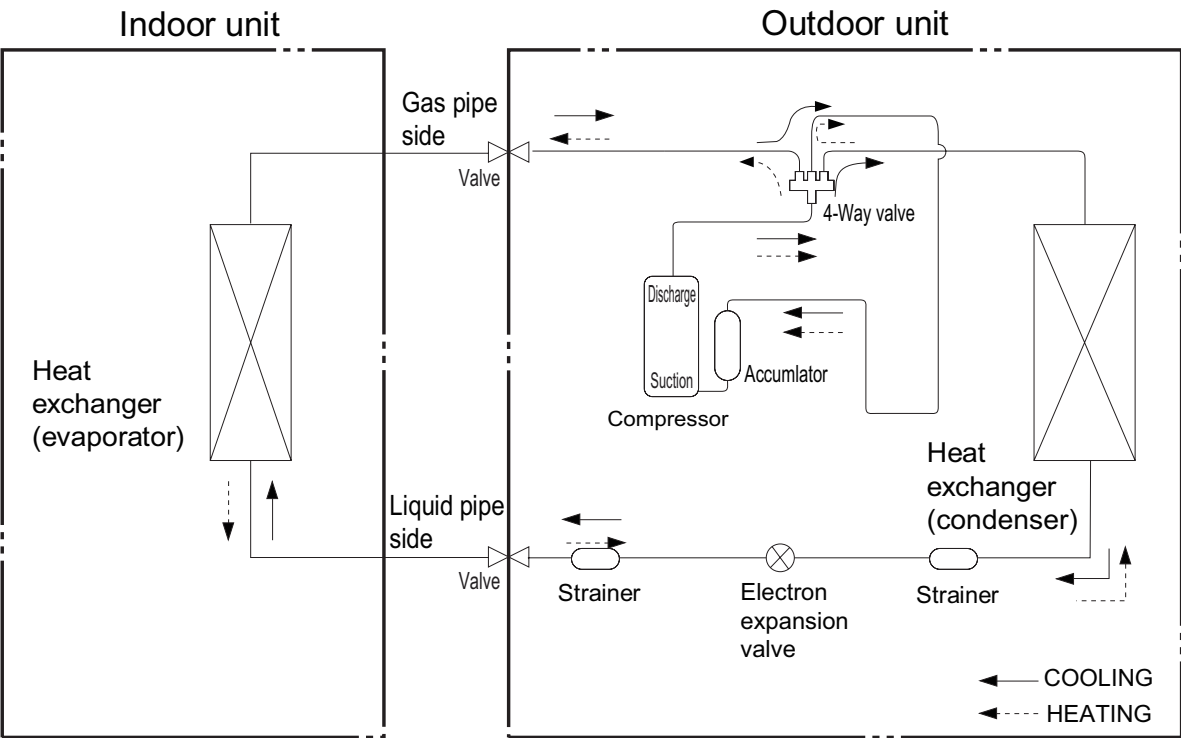 Indoor unit
Outdoor unit
Gas pipe
side
Valve
4-Way valve
Discharge
Suction
Accumlator
Compressor
Heat
exchanger
(evaporator)
Heat
exchanger
(condenser)
Liquid pipe
side
Valve
Strainer
Electron
expansion
valve
Strainer
COOLING
HEATING